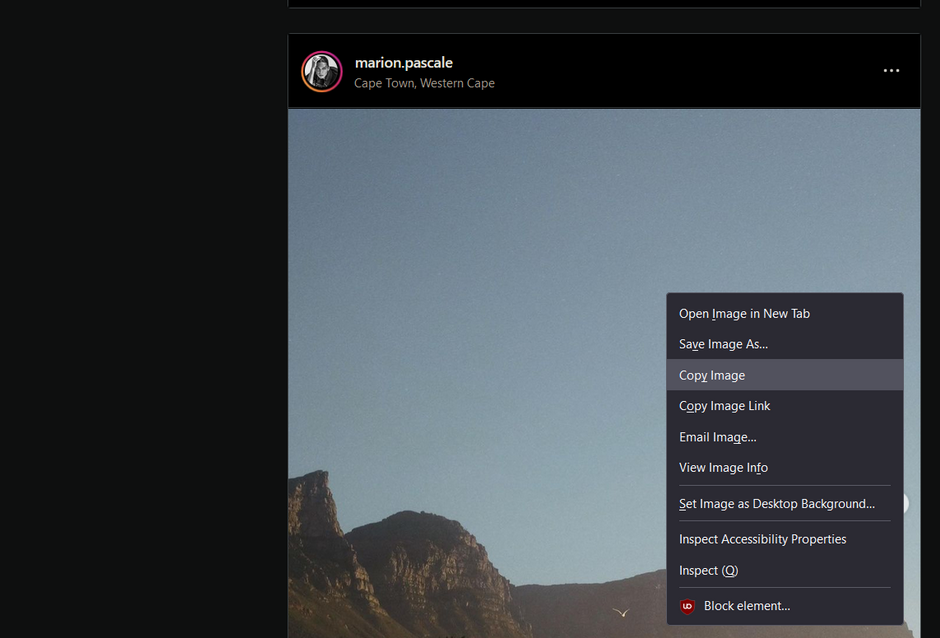 marion.pascale
Cape Town, Western Cape
Open Image in New Tab
Save Image As...
Copy Image
Copy Image Link
Email Image...
View Image Info
Set Image as Desktop Background...
Inspect Accessibility Properties
Inspect (Q)
Block element...